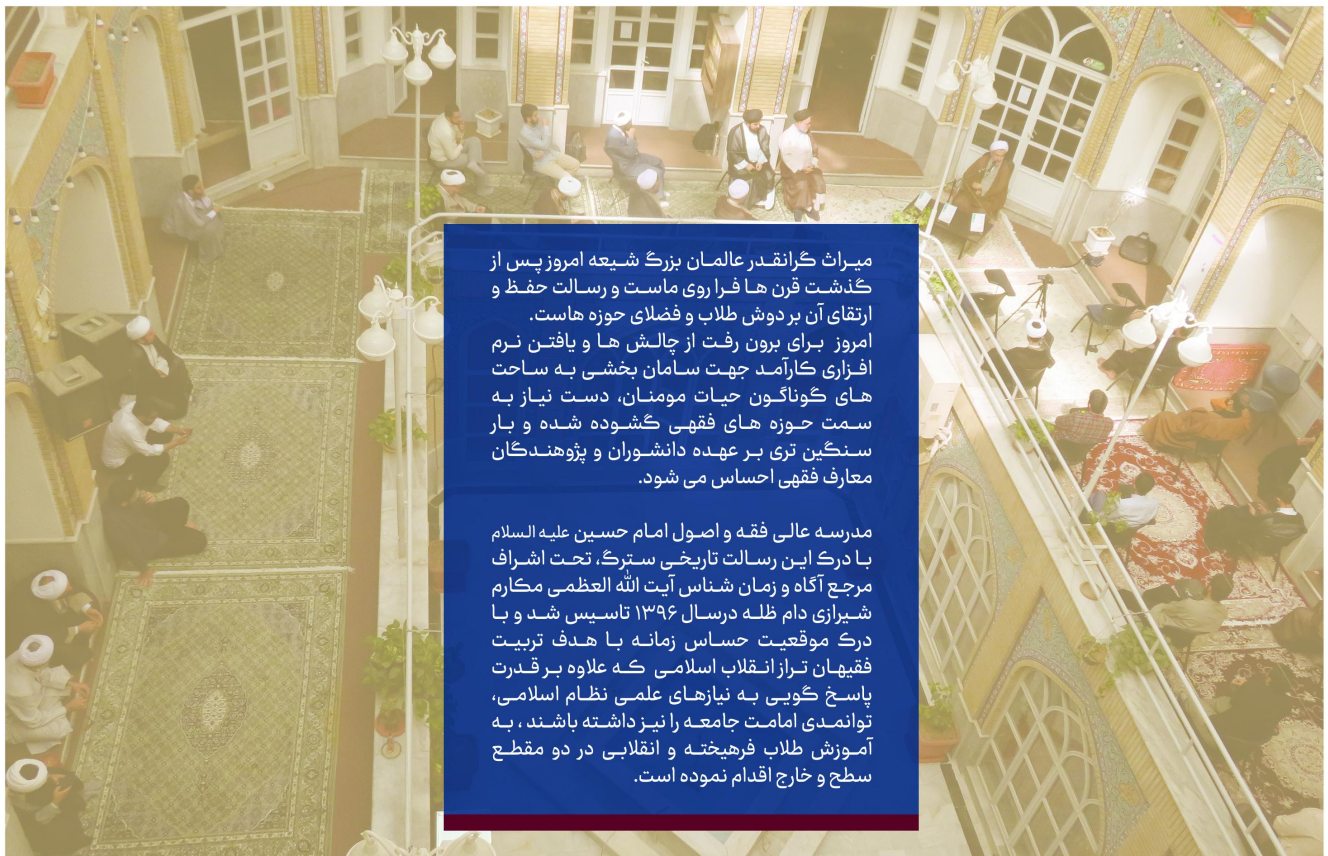 میراث گرانقدر عالمان بزرگ شیعه امروز پس از
گذشت قرن ها فرا روی ماست و رسالت حفظ و
ارتقای آن بر دوش طلاب و فضلای حوزه هاست.
امروز برای برون رفت از چالش ها و یافتن نرم
افزاری کارآمد جهت سامان بخشی به ساحت
های گوناگون حیات مومنان، دست نیاز به
سمت حوزه های فقهی گشوده شده و بار
سنگین تری بر عهده دانشوران و پژوهندگان
معارف فقهی احساس می شود.
مدرسه عالی فقه و اصول امام حسین علیه السلام
با درک این رسالت تاریخی سترگ، تحت اشراف
مرجع آگاه و زمان شناس آیت الله العظمی مکارم
شیرازی دام ظله درسال ۱۳۹۶ تاسیس شد و با
درک موقعیت حساس زمانه با هدف تربیت
فقیهان تراز انقلاب اسلامی که علاوه بر قدرت
پاسخ گویی به نیازهای علمی نظام اسلامی،
توانمدی امامت جامعه را نیز داشته باشند ، به
آموزش طلاب فرهیخته و انقلابی در دو مقطع
سطح و خارج اقدام نموده است.